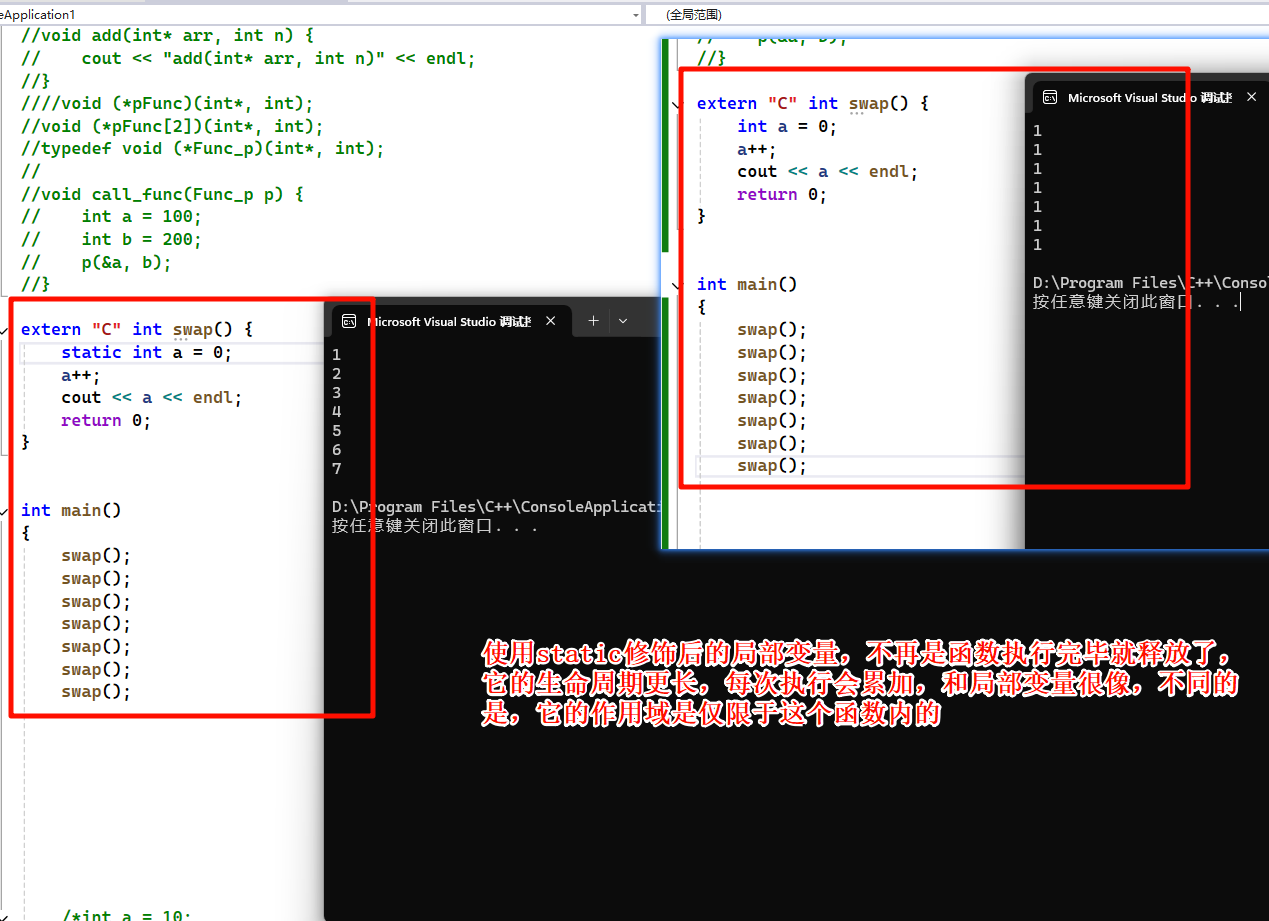 eApplication1
(全局范围)
//void add(int* arr, int n) {
//    cout << "add(int* arr, int n)" << endl;
//}
////void (*pFunc)(int*, int);
//void (*pFunc[2])(int*, int);
//typedef void (*Func_p)(int*, int);
//
//void call_func(Func_p p) {
//    int a = 100;
//    int b = 200;
//    p(&a, b);
//}
extern "C" int swap() {
    static int a = 0;
    a++;
    cout << a << endl;
    return 0;
}
int main()
{
    swap();
    swap();
    swap();
    swap();
    swap();
    swap();
    swap();
/*int a = 10;
Microsoft Visual Studio 调试
1
2
3
4
5
6
7
D:\Program Files\C++\ConsoleApplicati
按任意键关闭此窗口. . .
//    p(&a, b);
//}
extern "C" int swap() {
    int a = 0;
    a++;
    cout << a << endl;
    return 0;
}
int main()
{
    swap();
    swap();
    swap();
    swap();
    swap();
    swap();
    swap();
Microsoft Visual Studio 调试
1
1
1
1
1
1
1
D:\Program Files\C++\Conso
按任意键关闭此窗口. . .
使用static修饰后的局部变量，不再是函数执行完毕就释放了，
它的生命周期更长，每次执行会累加，和局部变量很像，不同的
是，它的作用域是仅限于这个函数内的